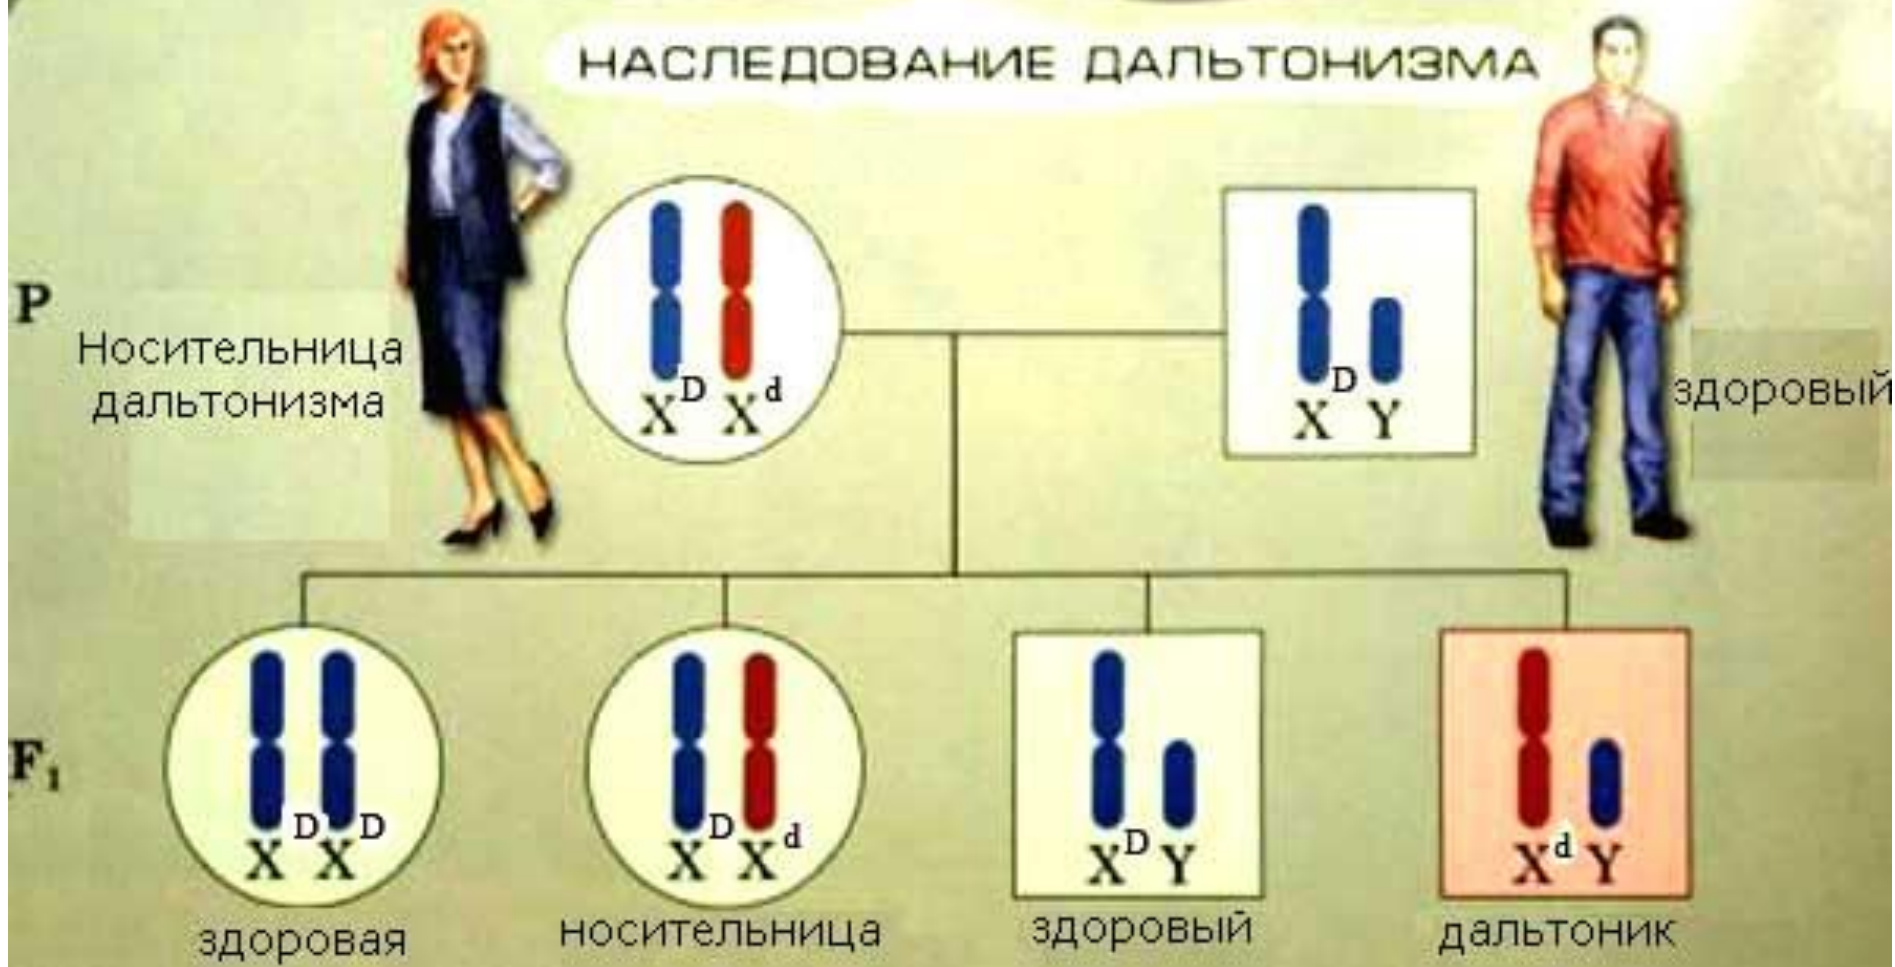 НАСЛЕДОВАНИЕ ДАЛЬТОНИЗМА
P
Носительница
дальтонизма
X^D X^d
X^D Y
здоровый
F₁
X^D X^D
X^D X^d
X^D Y
X^d Y
здоровая
носительница
здоровый
дальтоник